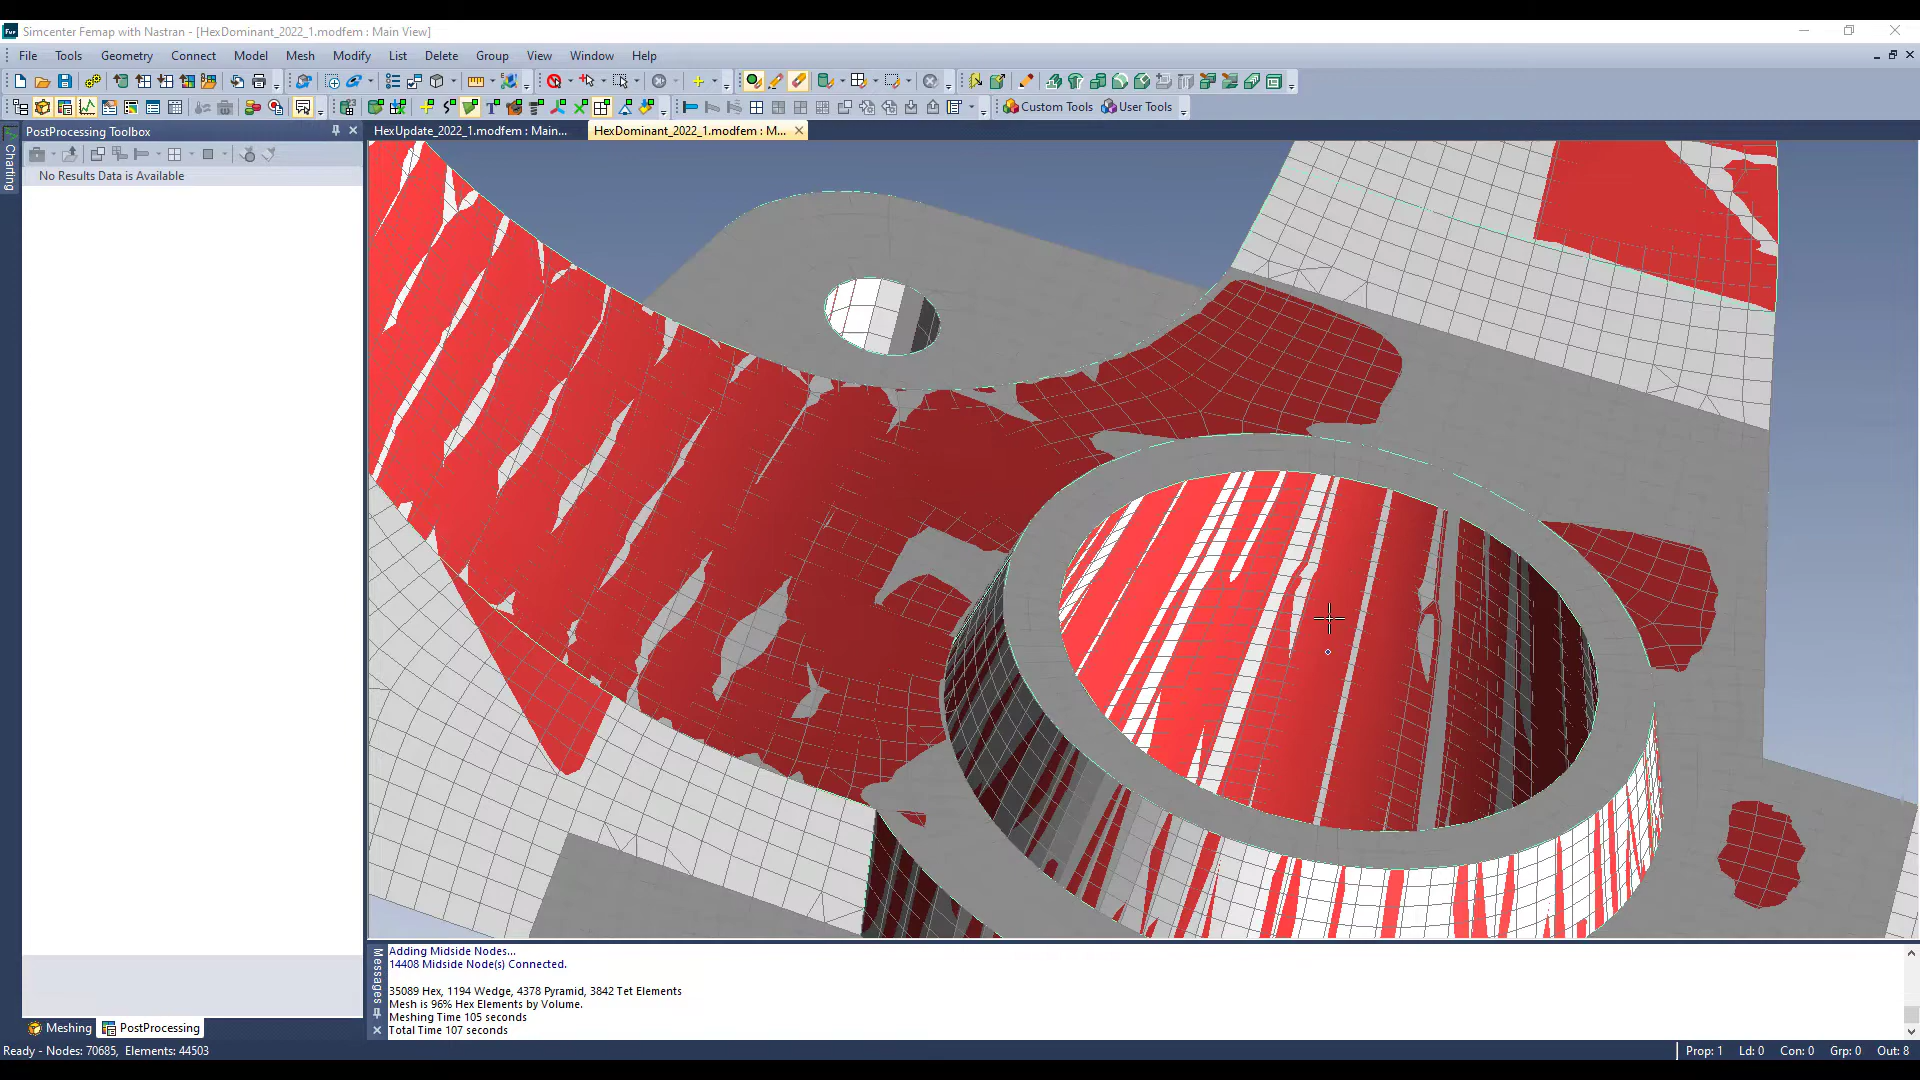 Simcenter Femap with Nastran - [HexDominant_2022_1.modfem : Main View]
File Tools Geometry Connect Model Mesh Modify List Delete Group View Window Help
Custom Tools User Tools
PostProcessing Toolbox
HexUpdate_2022_1.modfem : Main...
HexDominant_2022_1.modfem : M...
Charting
No Results Data is Available
Messages
Adding Midside Nodes...
14408 Midside Node(s) Connected.
35089 Hex, 1194 Wedge, 4378 Pyramid, 3842 Tet Elements
Mesh is 96% Hex Elements by Volume.
Meshing Time 105 seconds
Total Time 107 seconds
Meshing PostProcessing
Ready - Nodes: 70685, Elements: 44503
Prop: 1 Ld: 0 Con: 0 Grp: 0 Out: 8